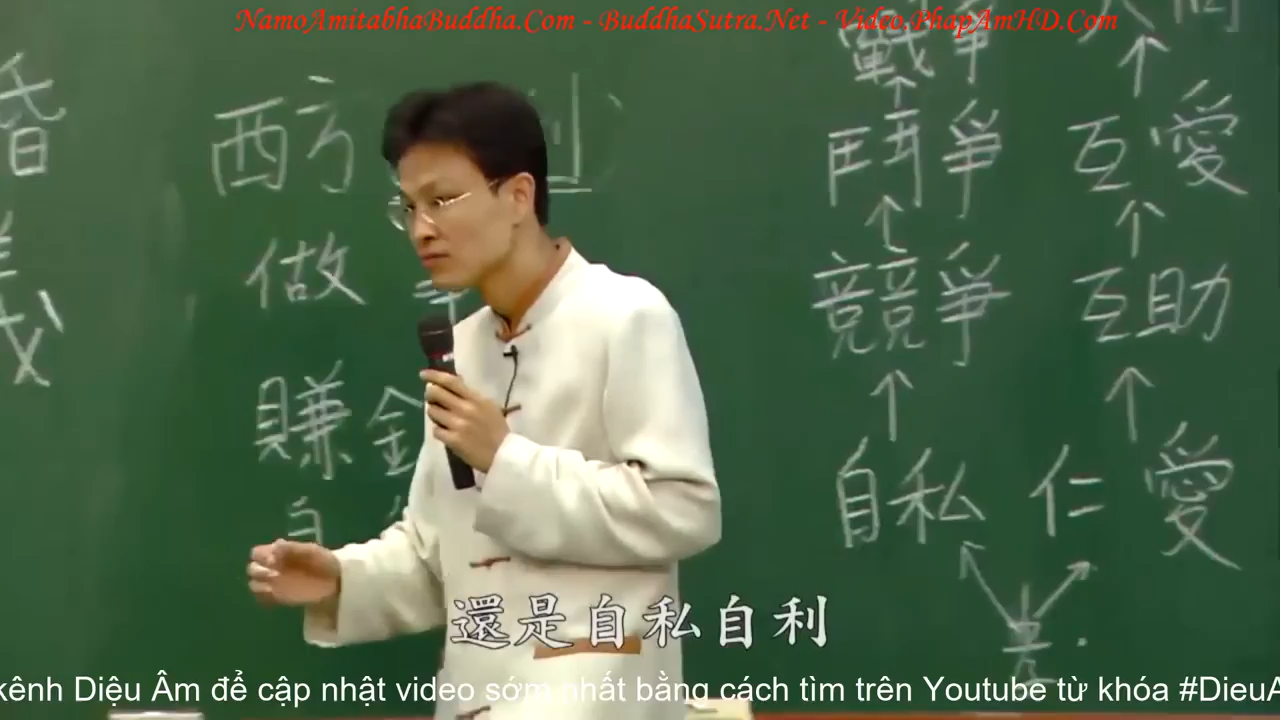 NamoAmitabhaBuddha.Com - BuddhaSutra.Net - Video.PhapAmHD.Com
戰爭
鬥爭 互愛
競爭 互助
自私 仁愛
昏
西方
做
賺
還是自私自利
kênh Diệu Âm để cập nhật video sớm nhất bằng cách tìm trên Youtube từ khóa #DieuA